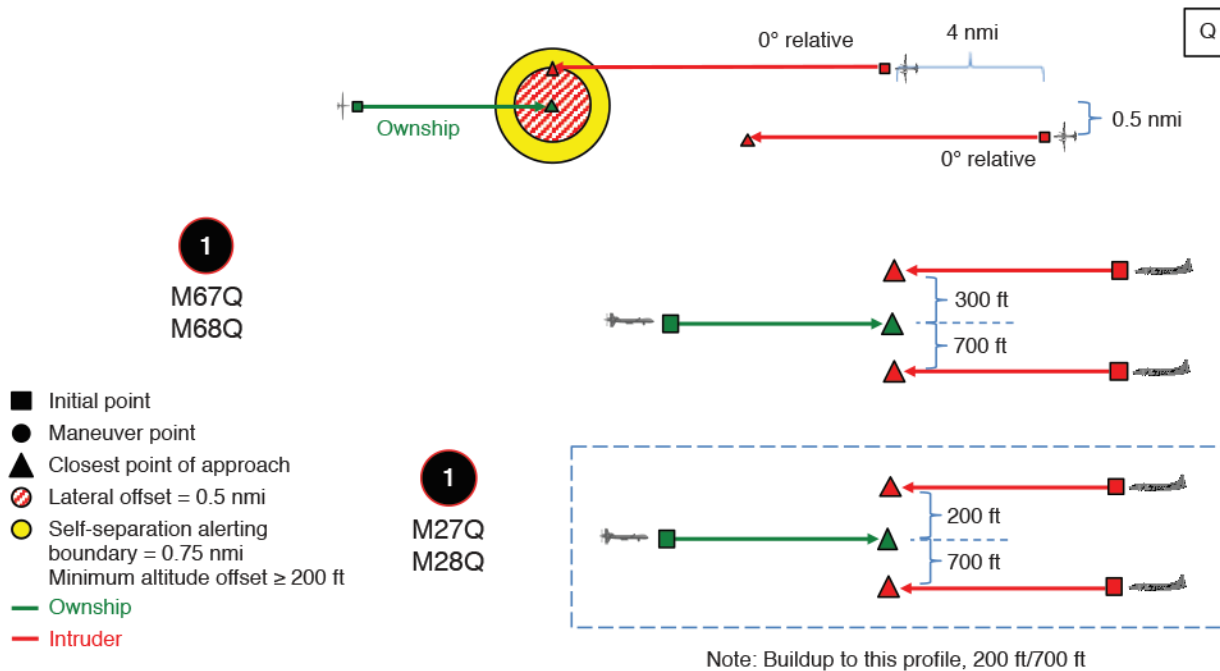 Q
4 nmi
0° relative
Ownship
0.5 nmi
0° relative
1
M67Q
M68Q
300 ft
700 ft
Initial point
Maneuver point
Closest point of approach
Lateral offset = 0.5 nmi
Self-separation alerting
boundary = 0.75 nmi
Minimum altitude offset ≥ 200 ft
Ownship
Intruder
1
M27Q
M28Q
200 ft
700 ft
Note: Buildup to this profile, 200 ft/700 ft